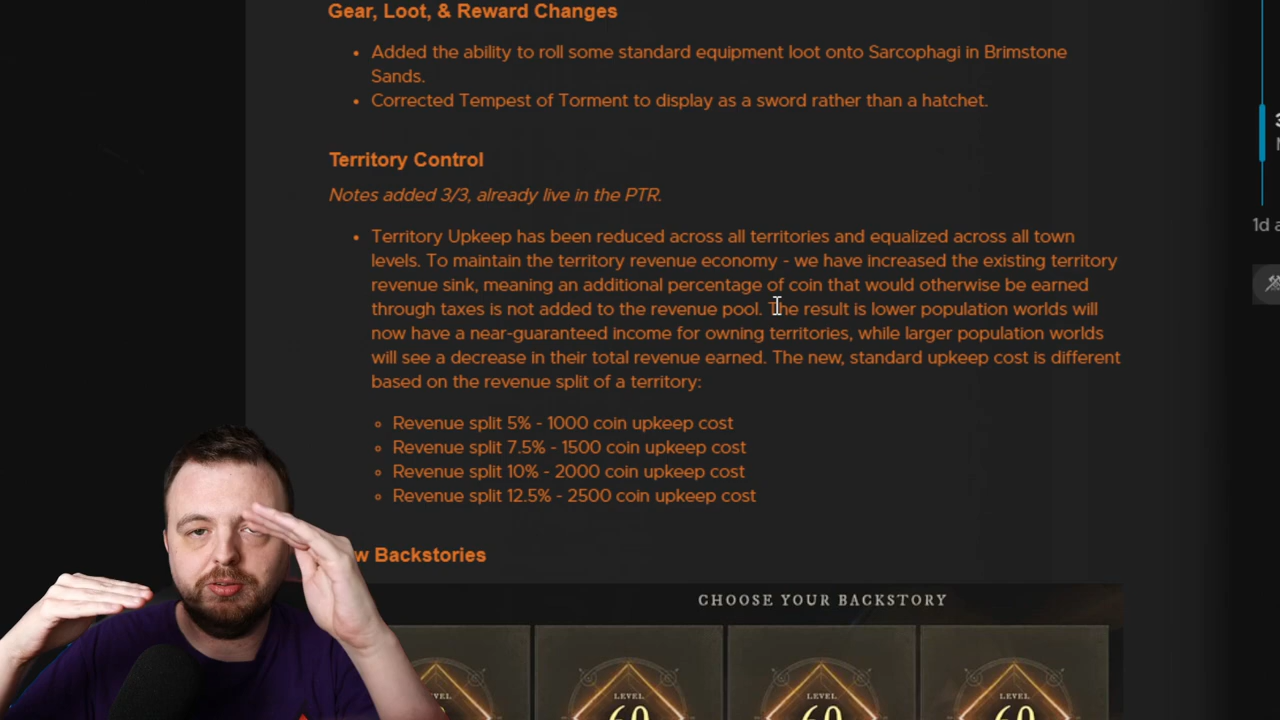 Gear, Loot, & Reward Changes
• Added the ability to roll some standard equipment loot onto Sarcophagi in Brimstone
Sands.
• Corrected Tempest of Torment to display as a sword rather than a hatchet.
Territory Control
Notes added 3/3, already live in the PTR.
• Territory Upkeep has been reduced across all territories and equalized across all town
levels. To maintain the territory revenue economy - we have increased the existing territory
revenue sink, meaning an additional percentage of coin that would otherwise be earned
through taxes is not added to the revenue pool. The result is lower population worlds will
now have a near-guaranteed income for owning territories, while larger population worlds
will see a decrease in their total revenue earned. The new, standard upkeep cost is different
based on the revenue split of a territory:
◦ Revenue split 5% - 1000 coin upkeep cost
◦ Revenue split 7.5% - 1500 coin upkeep cost
◦ Revenue split 10% - 2000 coin upkeep cost
◦ Revenue split 12.5% - 2500 coin upkeep cost
w Backstories
CHOOSE YOUR BACKSTORY
VEL
LEVEL
LEVEL
LEVEL
60
60
60
1d a